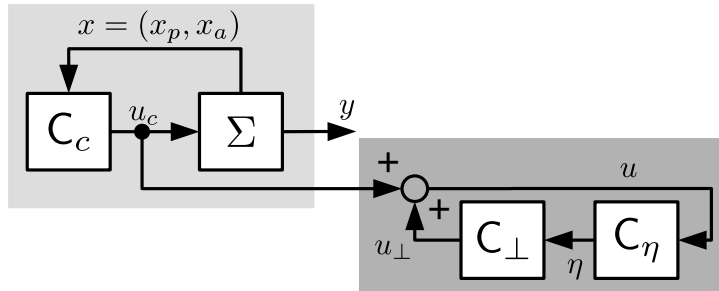 x = (x_p, x_a)
C_c
u_c
Σ
y
+
u
+
u_⊥
C_⊥
η
C_η